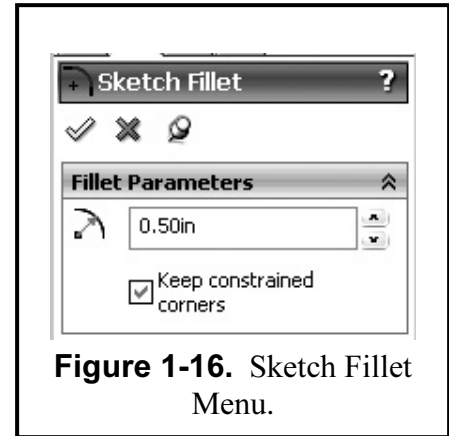 Sketch Fillet ?
Fillet Parameters
0.50in
Keep constrained
corners
Figure 1-16. Sketch Fillet
Menu.